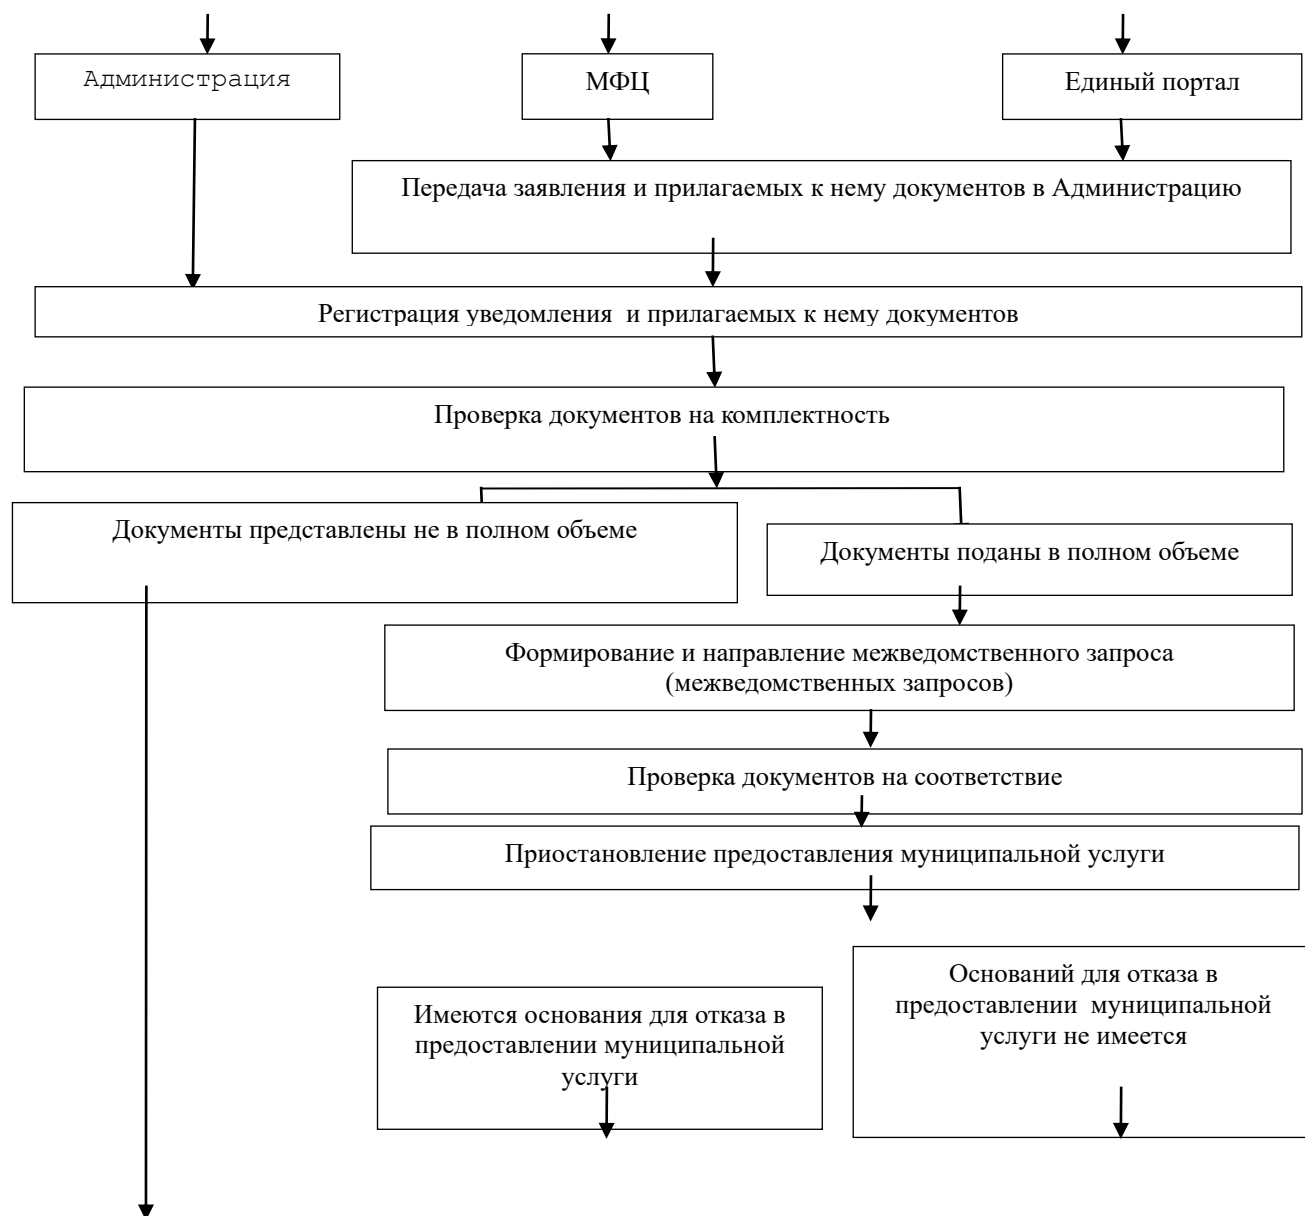 Администрация
МФЦ
Единый портал
Передача заявления и прилагаемых к нему документов в Администрацию
Регистрация уведомления  и прилагаемых к нему документов
Проверка документов на комплектность
Документы представлены не в полном объеме
Документы поданы в полном объеме
Формирование и направление межведомственного запроса
(межведомственных запросов)
Проверка документов на соответствие
Приостановление предоставления муниципальной услуги
Имеются основания для отказа в
предоставлении муниципальной
услуги
Оснований для отказа в
предоставлении  муниципальной
услуги не имеется